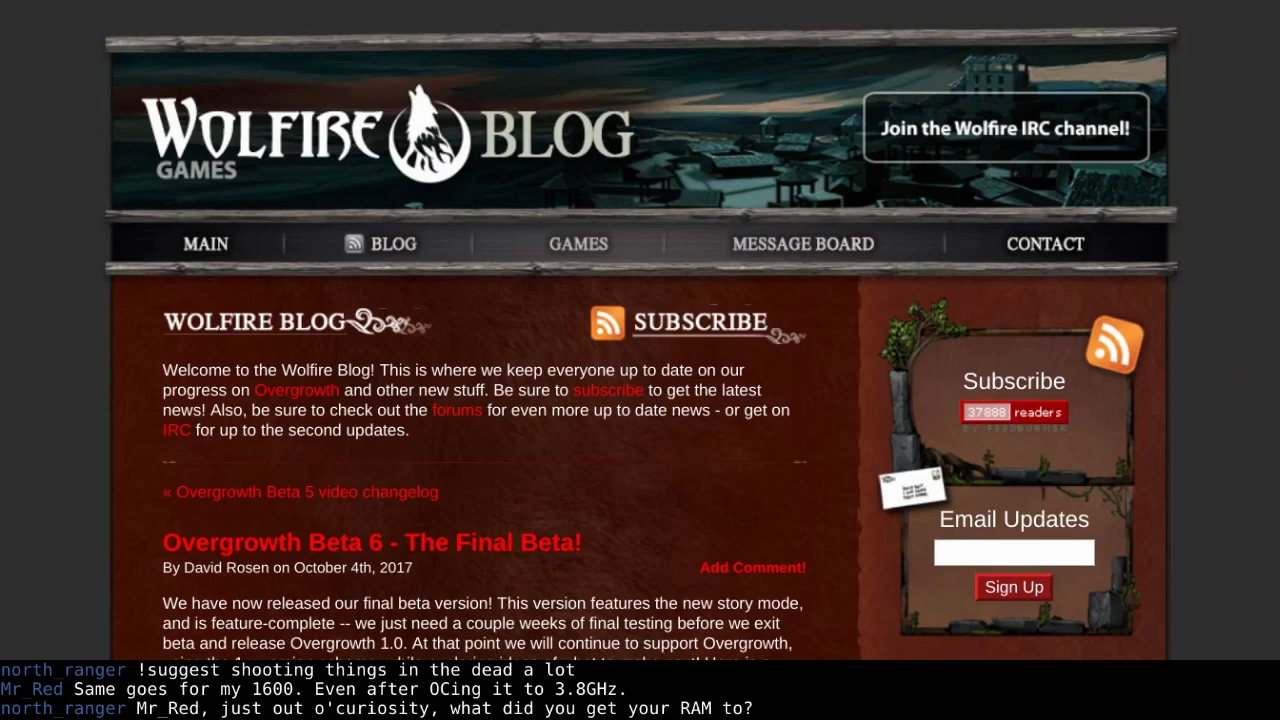 WOLFIRE BLOG
GAMES
Join the Wolfire IRC channel!
MAIN
BLOG
GAMES
MESSAGE BOARD
CONTACT
WOLFIRE BLOG
SUBSCRIBE
Welcome to the Wolfire Blog! This is where we keep everyone up to date on our
progress on Overgrowth and other new stuff. Be sure to subscribe to get the latest
news! Also, be sure to check out the forums for even more up to date news - or get on
IRC for up to the second updates.
« Overgrowth Beta 5 video changelog
Overgrowth Beta 6 - The Final Beta!
By David Rosen on October 4th, 2017
Add Comment!
We have now released our final beta version! This version features the new story mode,
and is feature-complete -- we just need a couple weeks of final testing before we exit
beta and release Overgrowth 1.0. At that point we will continue to support Overgrowth,
Subscribe
37888 readers
BY FEEDBURNER
Email Updates
Sign Up
north_ranger !suggest shooting things in the dead a lot
Mr_Red Same goes for my 1600. Even after OCing it to 3.8GHz.
north_ranger Mr_Red, just out o'curiosity, what did you get your RAM to?